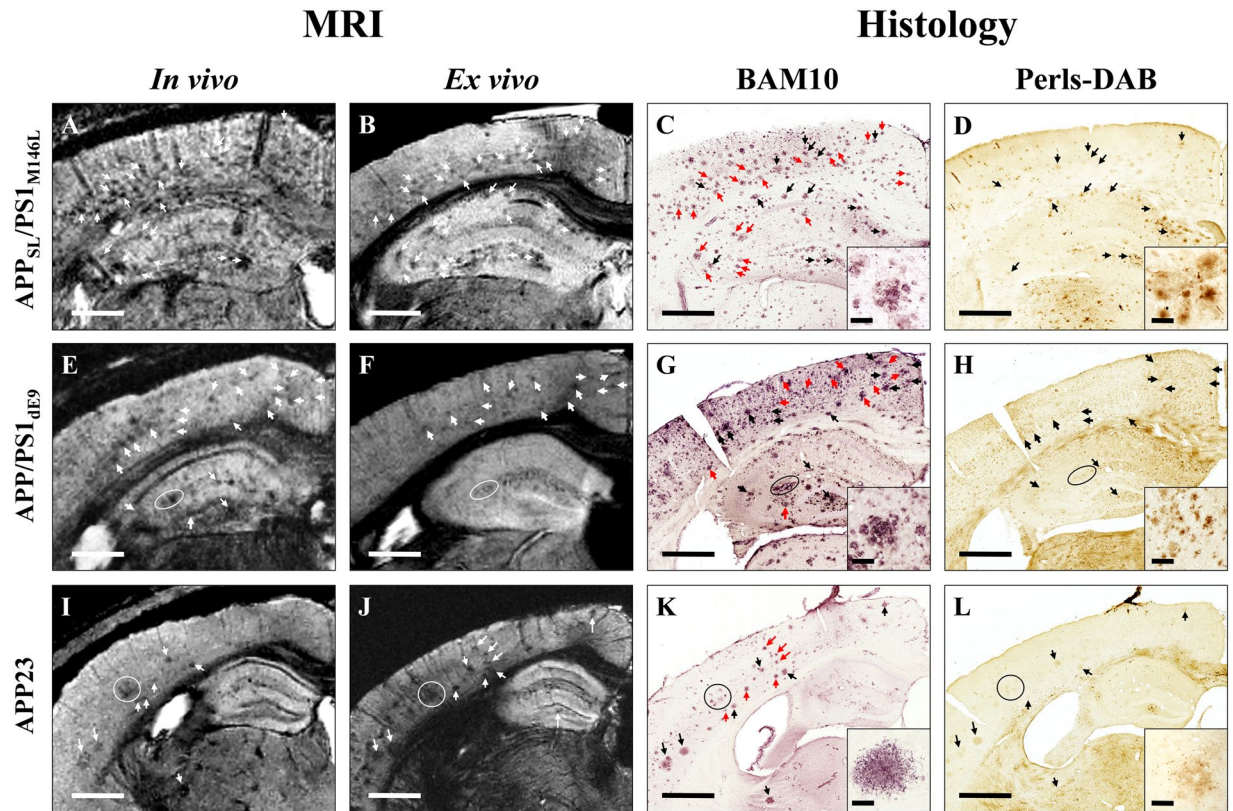 MRI Histology
In vivo Ex vivo BAM10 Perls-DAB
APPSL/PS1M146L
A B C D
APP/PS1dE9
E F G H
APP23
I J K L